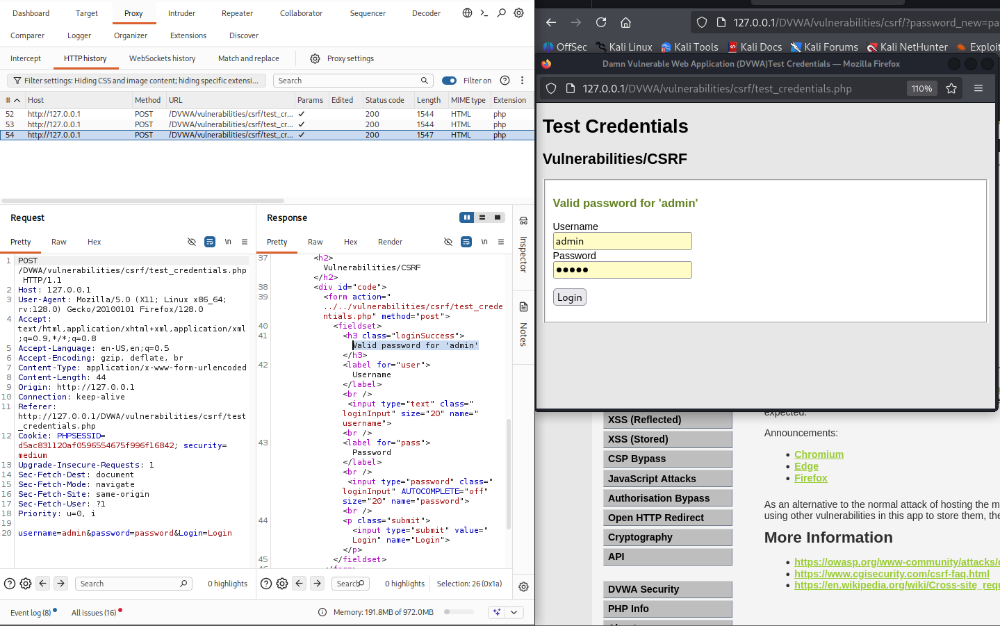 Dashboard Target Proxy Intruder Repeater Collaborator Sequencer Decoder
Comparer Logger Organizer Extensions Discover
Intercept HTTP history WebSockets history Match and replace Proxy settings
Filter settings: Hiding CSS and image content; hiding specific extensi... Search Filter on
# Host Method URL Params Edited Status code Length MIME type Extension
52 http://127.0.0.1 POST /DVWA/vulnerabilities/csrf/test_cr... ✓ 200 1544 HTML php
53 http://127.0.0.1 POST /DVWA/vulnerabilities/csrf/test_cr... ✓ 200 1544 HTML php
54 http://127.0.0.1 POST /DVWA/vulnerabilities/csrf/test_cr... ✓ 200 1547 HTML php
Request
Pretty Raw Hex \n
1 POST
/DVWA/vulnerabilities/csrf/test_credentials.php
HTTP/1.1
2 Host: 127.0.0.1
3 User-Agent: Mozilla/5.0 (X11; Linux x86_64;
rv:128.0) Gecko/20100101 Firefox/128.0
4 Accept:
text/html,application/xhtml+xml,application/xml
;q=0.9,*/*;q=0.8
5 Accept-Language: en-US,en;q=0.5
6 Accept-Encoding: gzip, deflate, br
7 Content-Type: application/x-www-form-urlencoded
8 Content-Length: 44
9 Origin: http://127.0.0.1
10 Connection: keep-alive
11 Referer:
http://127.0.0.1/DVWA/vulnerabilities/csrf/test
_credentials.php
12 Cookie: PHPSESSID=
d5ac831120af0596554675f996f16842; security=
medium
13 Upgrade-Insecure-Requests: 1
14 Sec-Fetch-Dest: document
15 Sec-Fetch-Mode: navigate
16 Sec-Fetch-Site: same-origin
17 Sec-Fetch-User: ?1
18 Priority: u=0, i
19
20 username=admin&password=password&Login=Login
Search 0 highlights
Response
Pretty Raw Hex Render \n
37 <h2>
Vulnerabilities/CSRF
</h2>
38 <div id="code">
39 <form action="
../../vulnerabilities/csrf/test_crede
ntials.php" method="post">
40 <fieldset>
41 <h3 class="loginSuccess">
Valid password for 'admin'
</h3>
42 <label for="user">
Username
</label>
<br />
<input type="text" class="
loginInput" size="20" name="
username">
<br />
43 <label for="pass">
Password
</label>
<br />
<input type="password" class="
loginInput" AUTOCOMPLETE="off"
size="20" name="password">
<br />
44 <p class="submit">
<input type="submit" value="
Login" name="Login">
</p>
45 </fieldset>
Search 0 highlights Selection: 26 (0x1a)
Inspector
Notes
Event log (8) All issues (16) Memory: 191.8MB of 972.0MB
127.0.0.1/DVWA/vulnerabilities/csrf/?password_new=pa
OffSec Kali Linux Kali Tools Kali Docs Kali Forums Kali NetHunter Exploit
Damn Vulnerable Web Application (DVWA)Test Credentials — Mozilla Firefox
127.0.0.1/DVWA/vulnerabilities/csrf/test_credentials.php 110%
Test Credentials
Vulnerabilities/CSRF
Valid password for 'admin'
Username
admin
Password
●●●●●
Login
XSS (Reflected)
XSS (Stored)
CSP Bypass
JavaScript Attacks
Authorisation Bypass
Open HTTP Redirect
Cryptography
API
DVWA Security
PHP Info
expected.
Announcements:
Chromium
Edge
Firefox
As an alternative to the normal attack of hosting the m
using other vulnerabilities in this app to store them, the
More Information
https://owasp.org/www-community/attacks/c
https://www.cgisecurity.com/csrf-faq.html
https://en.wikipedia.org/wiki/Cross-site_requ